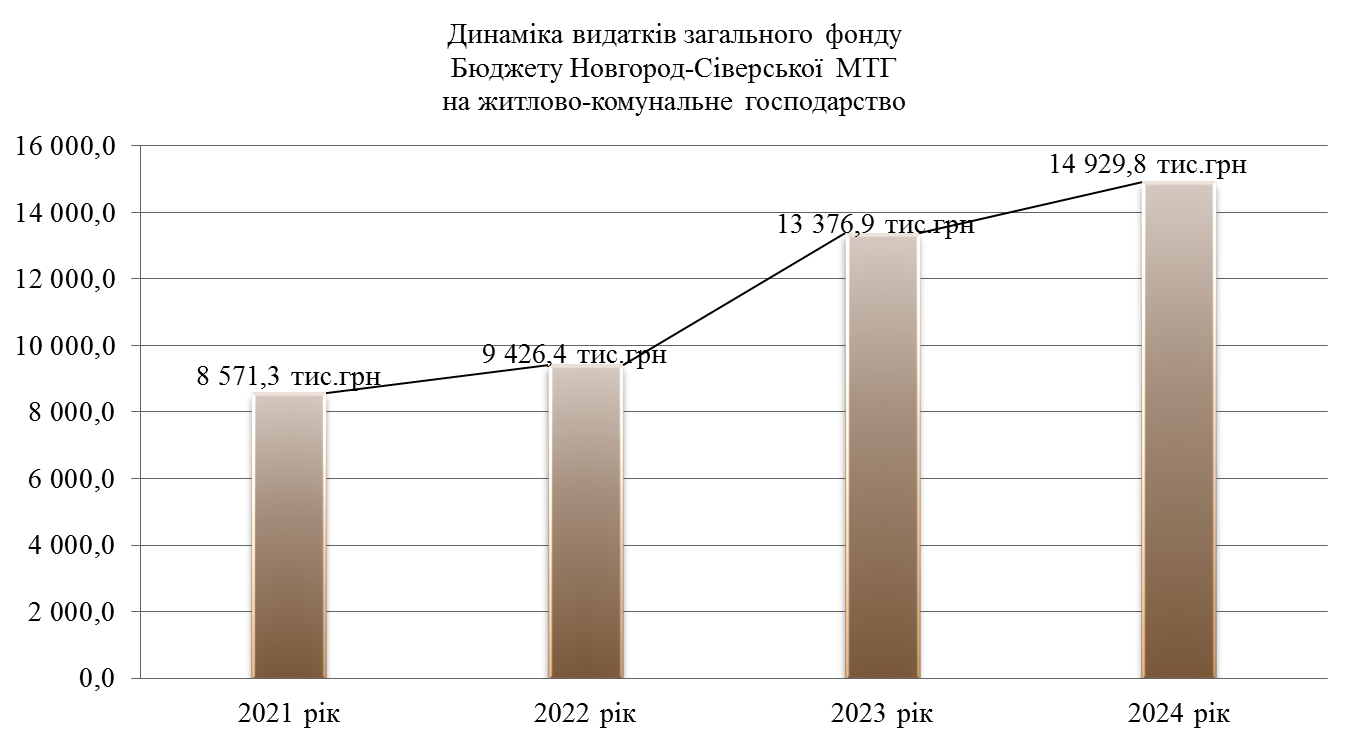 Динаміка видатків загального фонду
Бюджету Новгород-Сіверської МТГ
на житлово-комунальне господарство
16 000,0
14 000,0
12 000,0
10 000,0
8 000,0
6 000,0
4 000,0
2 000,0
0,0
8 571,3 тис.грн
9 426,4 тис.грн
13 376,9 тис.грн
14 929,8 тис.грн
2021 рік
2022 рік
2023 рік
2024 рік